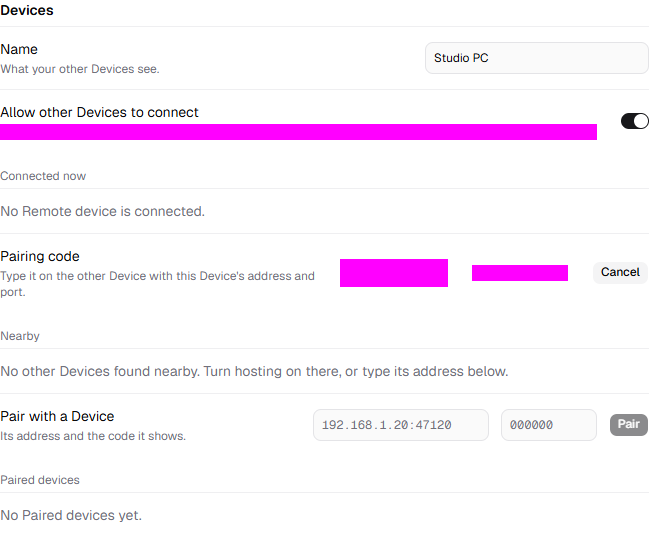 Devices
Name
What your other Devices see.
Studio PC
Allow other Devices to connect
Connected now
No Remote device is connected.
Pairing code
Type it on the other Device with this Device's address and
port.
Cancel
Nearby
No other Devices found nearby. Turn hosting on there, or type its address below.
Pair with a Device
Its address and the code it shows.
192.168.1.20:47120
000000
Pair
Paired devices
No Paired devices yet.